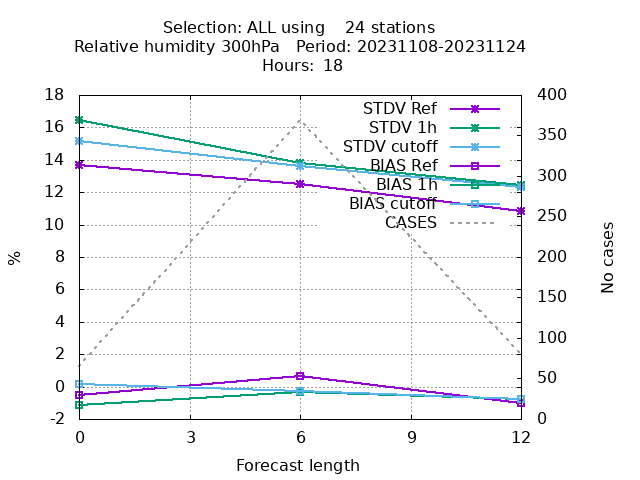 Selection: ALL using    24 stations
Relative humidity 300hPa   Period: 20231108-20231124
Hours: 18
18
16
14
12
10
8
6
4
2
0
-2
%
400
350
300
250
200
150
100
50
0
No cases
STDV Ref
STDV 1h
STDV cutoff
BIAS Ref
BIAS 1h
BIAS cutoff
CASES
0 3 6 9 12
Forecast length